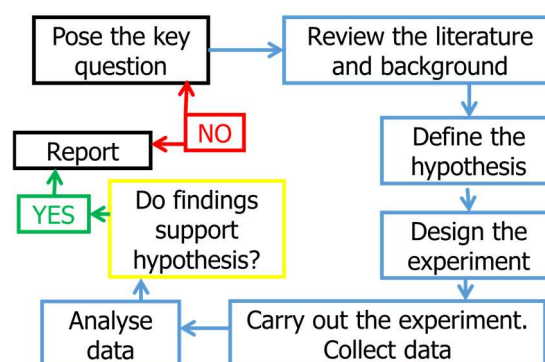 Pose the key
question
Review the literature
and background
Define the
hypothesis
Design the
experiment
Carry out the experiment.
Collect data
Analyse
data
Do findings
support
hypothesis?
YES
NO
Report